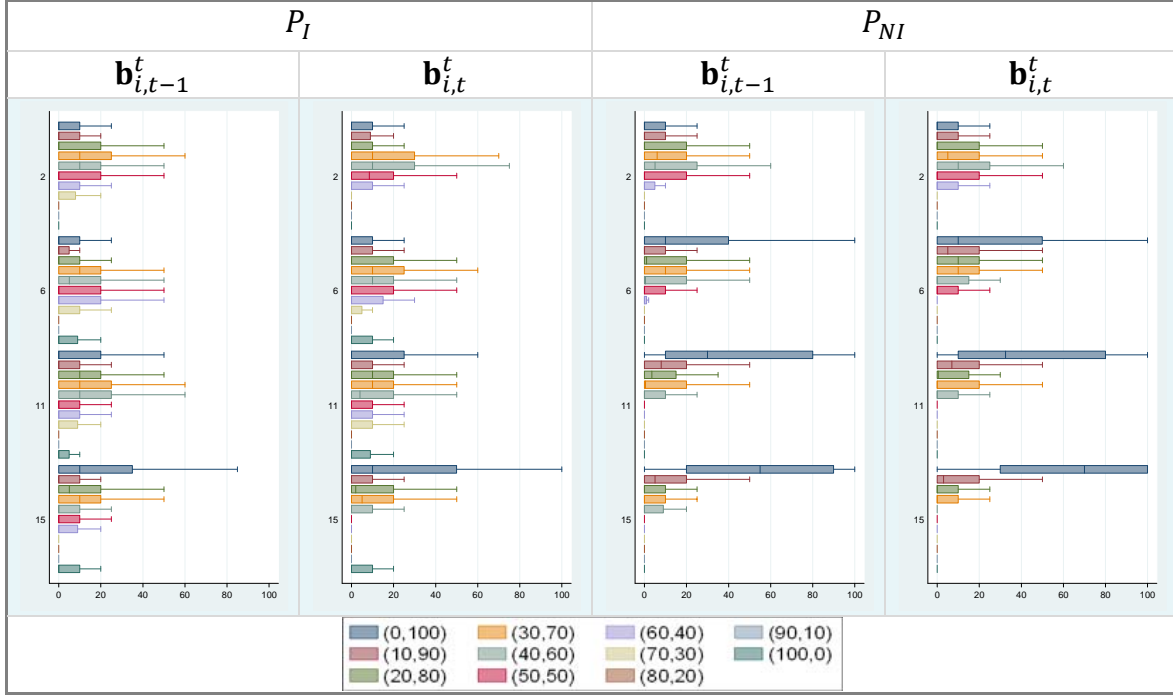 P_I P_NI
b^t_{i,t−1} b^t_{i,t} b^t_{i,t−1} b^t_{i,t}
2 2 2 2
6 6 6 6
11 11 11 11
15 15 15 15
0 20 40 60 80 100 0 20 40 60 80 100 0 20 40 60 80 100 0 20 40 60 80 100
(0,100) (30,70) (60,40) (90,10)
(10,90) (40,60) (70,30) (100,0)
(20,80) (50,50) (80,20)